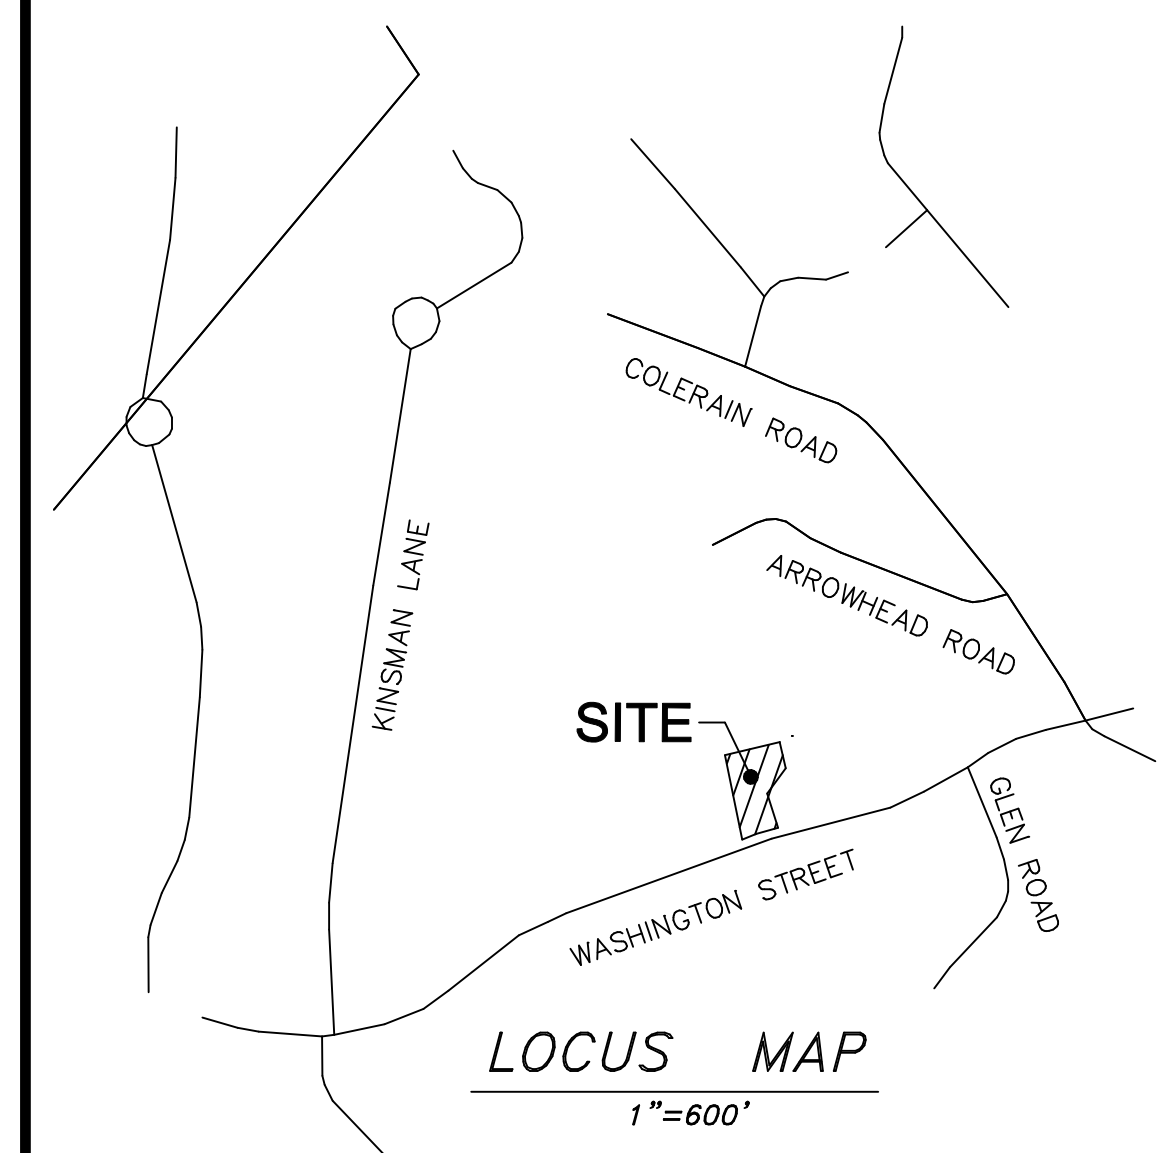 COLERAIN ROAD
KINSMAN LANE
ARROWHEAD ROAD
SITE
GLEN ROAD
WASHINGTON STREET
LOCUS MAP
1"=600'